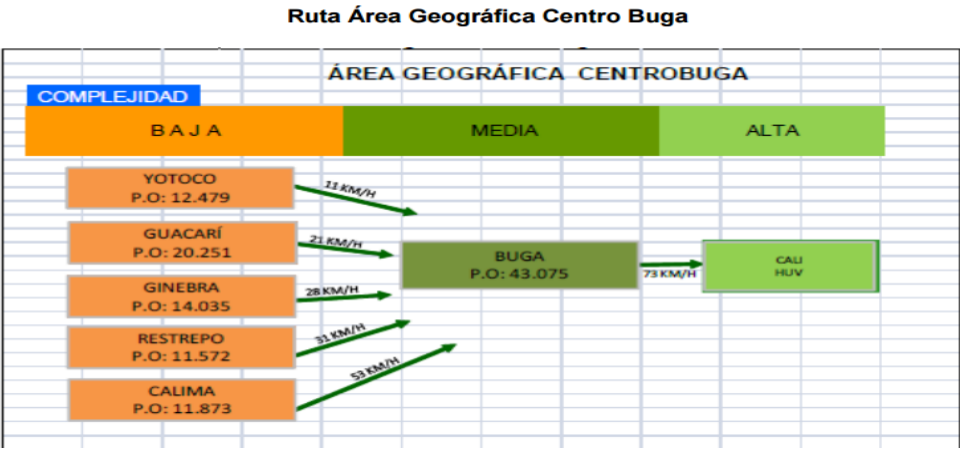 Ruta Área Geográfica Centro Buga
ÁREA GEOGRÁFICA CENTROBUGA
COMPLEJIDAD
BAJA
MEDIA
ALTA
YOTOCO
P.O: 12.479
11 KM/H
GUACARÍ
P.O: 20.251
21 KM/H
GINEBRA
P.O: 14.035
28 KM/H
RESTREPO
P.O: 11.572
31 KM/H
CALIMA
P.O: 11.873
53 KM/H
BUGA
P.O: 43.075
73 KM/H
CALI
HUV